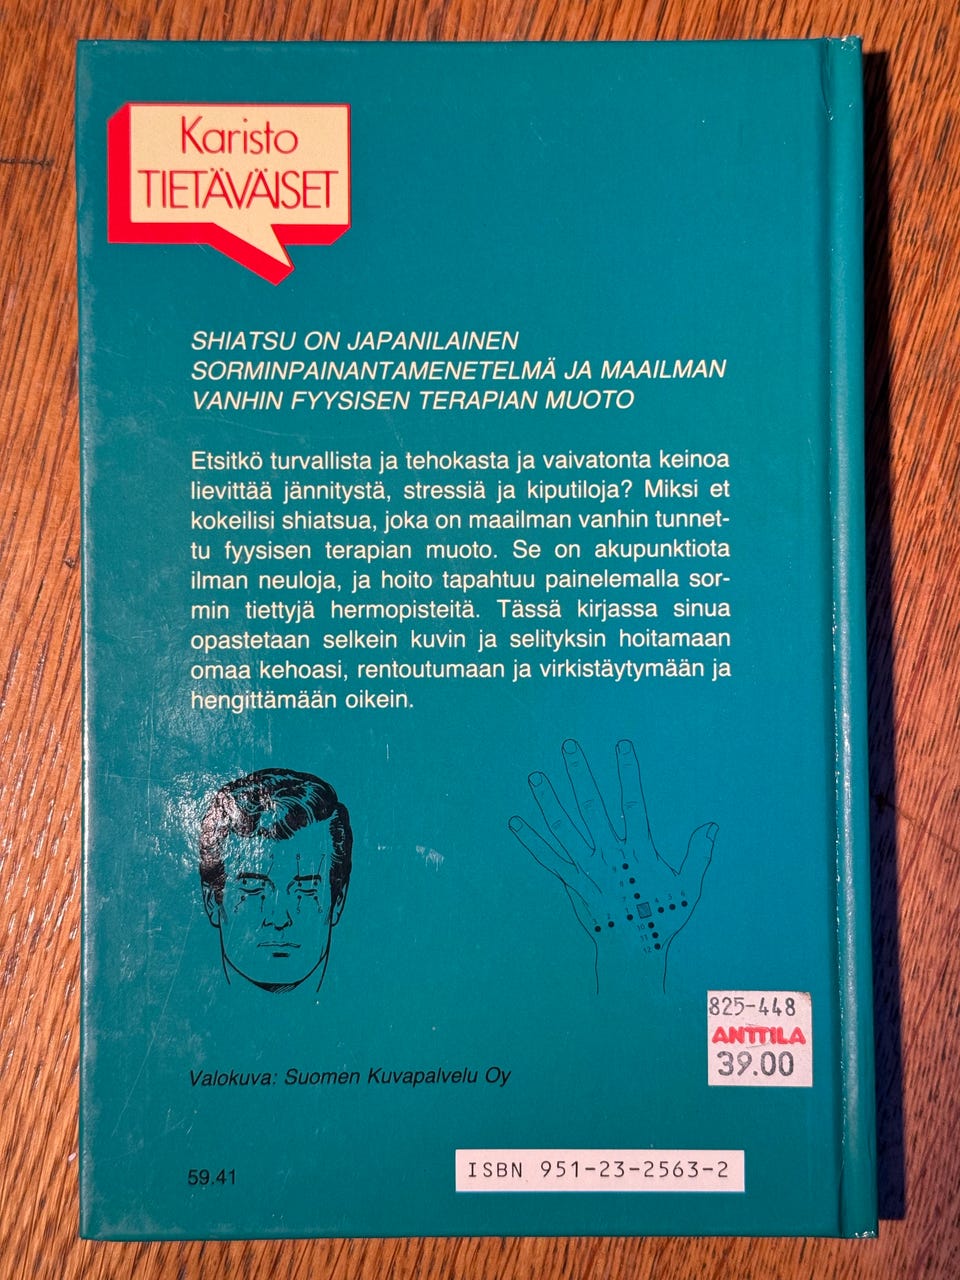 Karisto
TIETÄVÄISET
SHIATSU ON JAPANILAINEN
SORMINPAINANTAMENETELMÄ JA MAAILMAN
VANHIN FYYSISEN TERAPIAN MUOTO
Etsitkö turvallista ja tehokasta ja vaivatonta keinoa
lievittää jännitystä, stressiä ja kiputiloja? Miksi et
kokeilisi shiatsua, joka on maailman vanhin tunnet-
tu fyysisen terapian muoto. Se on akupunktiota
ilman neuloja, ja hoito tapahtuu painelemalla sor-
min tiettyjä hermopisteitä. Tässä kirjassa sinua
opastetaan selkein kuvin ja selityksin hoitamaan
omaa kehoasi, rentoutumaan ja virkistäytymään ja
hengittämään oikein.
825-448
ANTTILA
39.00
Valokuva: Suomen Kuvapalvelu Oy
59.41
ISBN 951-23-2563-2